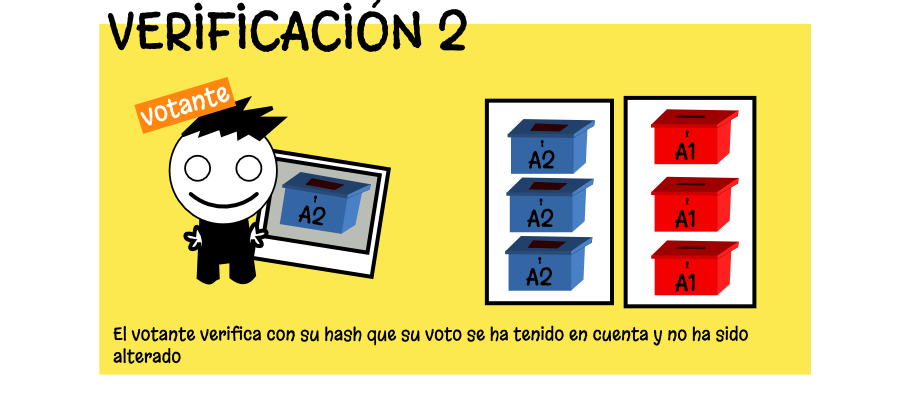 VERIFICACIÓN 2
votante
A2
A2
A2
A2
A1
A1
A1
El votante verifica con su hash que su voto se ha tenido en cuenta y no ha sido
alterado